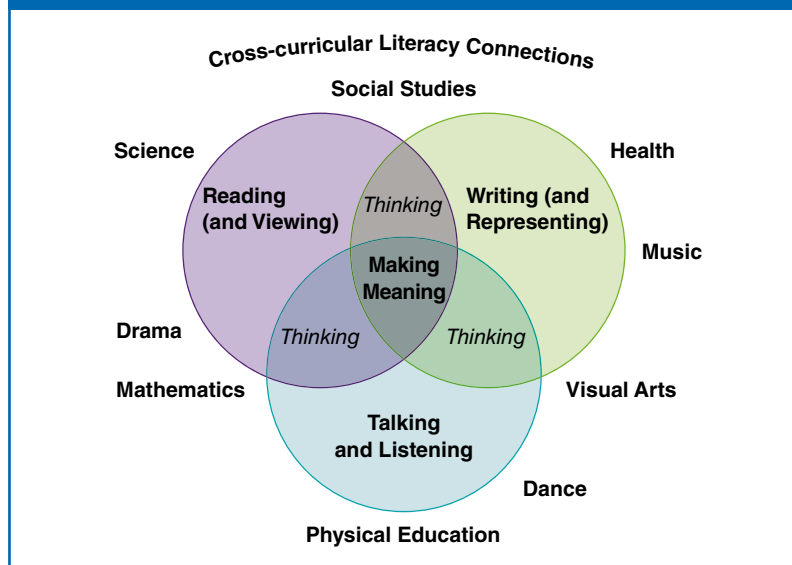 Cross-curricular Literacy Connections
Social Studies
Science
Health
Reading
(and Viewing)
Thinking
Writing (and
Representing)
Music
Making
Meaning
Drama
Thinking
Thinking
Mathematics
Visual Arts
Talking
and Listening
Dance
Physical Education